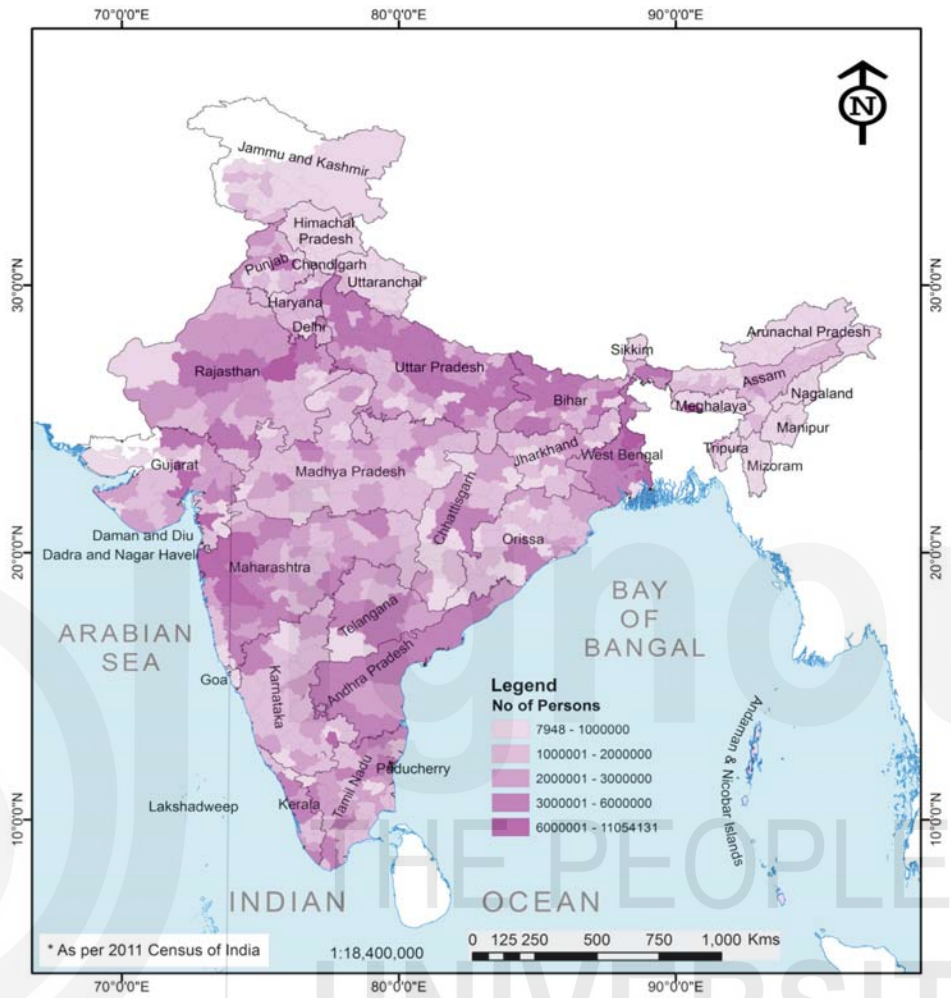 70°0'0"E 80°0'0"E 90°0'0"E
N
Jammu and Kashmir
Himachal
Pradesh
Punjab
Chandigarh
Uttaranchal
30°0'0"N
30°0'0"N
Haryana
Delhi
Arunachal Pradesh
Sikkim
Rajasthan
Uttar Pradesh
Assam
Nagaland
Bihar
Meghalaya
Manipur
Jharkhand
West Bengal
Tripura
Mizoram
Gujarat
Madhya Pradesh
Chhattisgarh
Daman and Diu
Dadra and Nagar Haveli
Orissa
20°0'0"N
20°0'0"N
Maharashtra
Telangana
BAY
OF
BANGAL
ARABIAN
SEA
Andhra Pradesh
Goa
Karnataka
Legend
No of Persons
7948 - 1000000
1000001 - 2000000
2000001 - 3000000
3000001 - 6000000
6000001 - 11054131
Andaman & Nicobar Islands
Puducherry
Tamil Nadu
Lakshadweep
Kerala
10°0'0"N
10°0'0"N
THE PEOPLE
INDIAN OCEAN
* As per 2011 Census of India
1:18,400,000
0 125 250 500 750 1,000 Kms
70°0'0"E 80°0'0"E 90°0'0"E